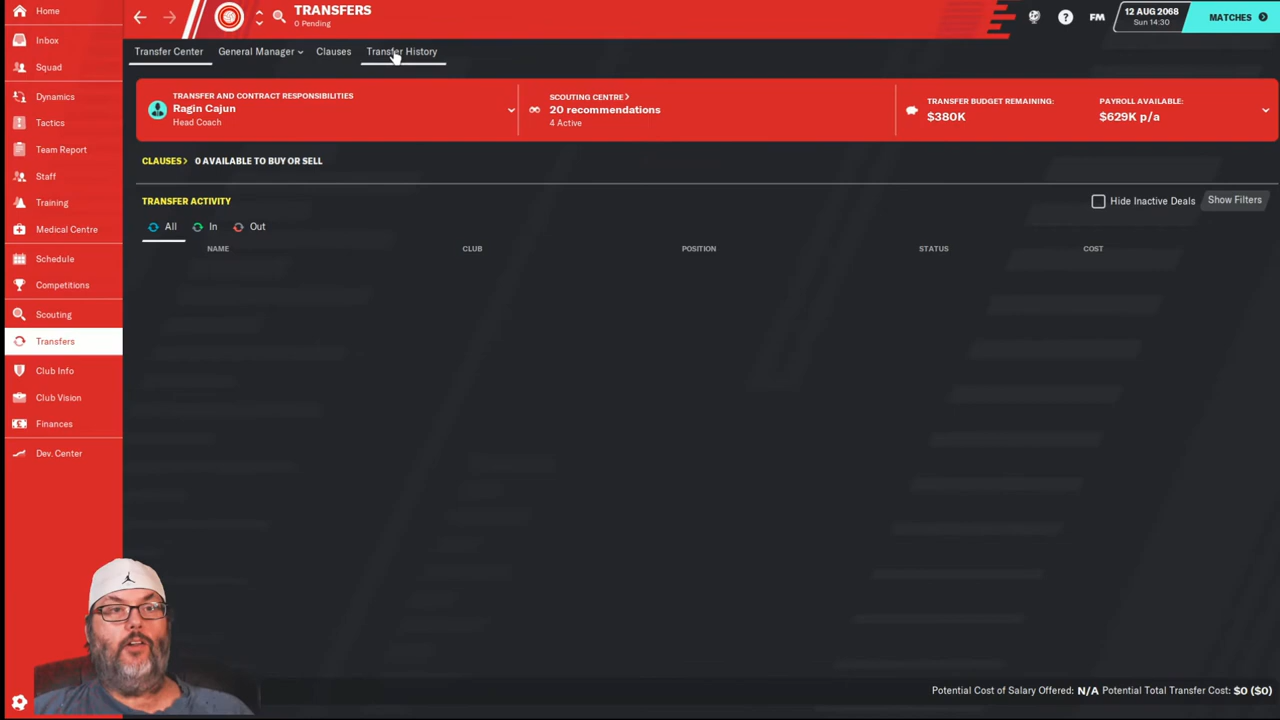 Home
Inbox
Squad
Dynamics
Tactics
Team Report
Staff
Training
Medical Centre
Schedule
Competitions
Scouting
Transfers
Club Info
Club Vision
Finances
Dev. Center
TRANSFERS
0 Pending
FM
12 AUG 2068
Sun 14:30
MATCHES
Transfer Center General Manager Clauses Transfer History
TRANSFER AND CONTRACT RESPONSIBILITIES
Ragin Cajun
Head Coach
SCOUTING CENTRE>
20 recommendations
4 Active
TRANSFER BUDGET REMAINING:
$380K
PAYROLL AVAILABLE:
$629K p/a
CLAUSES> 0 AVAILABLE TO BUY OR SELL
TRANSFER ACTIVITY
Hide Inactive Deals Show Filters
All In Out
NAME CLUB POSITION STATUS COST
Potential Cost of Salary Offered: N/A Potential Total Transfer Cost: $0 ($0)